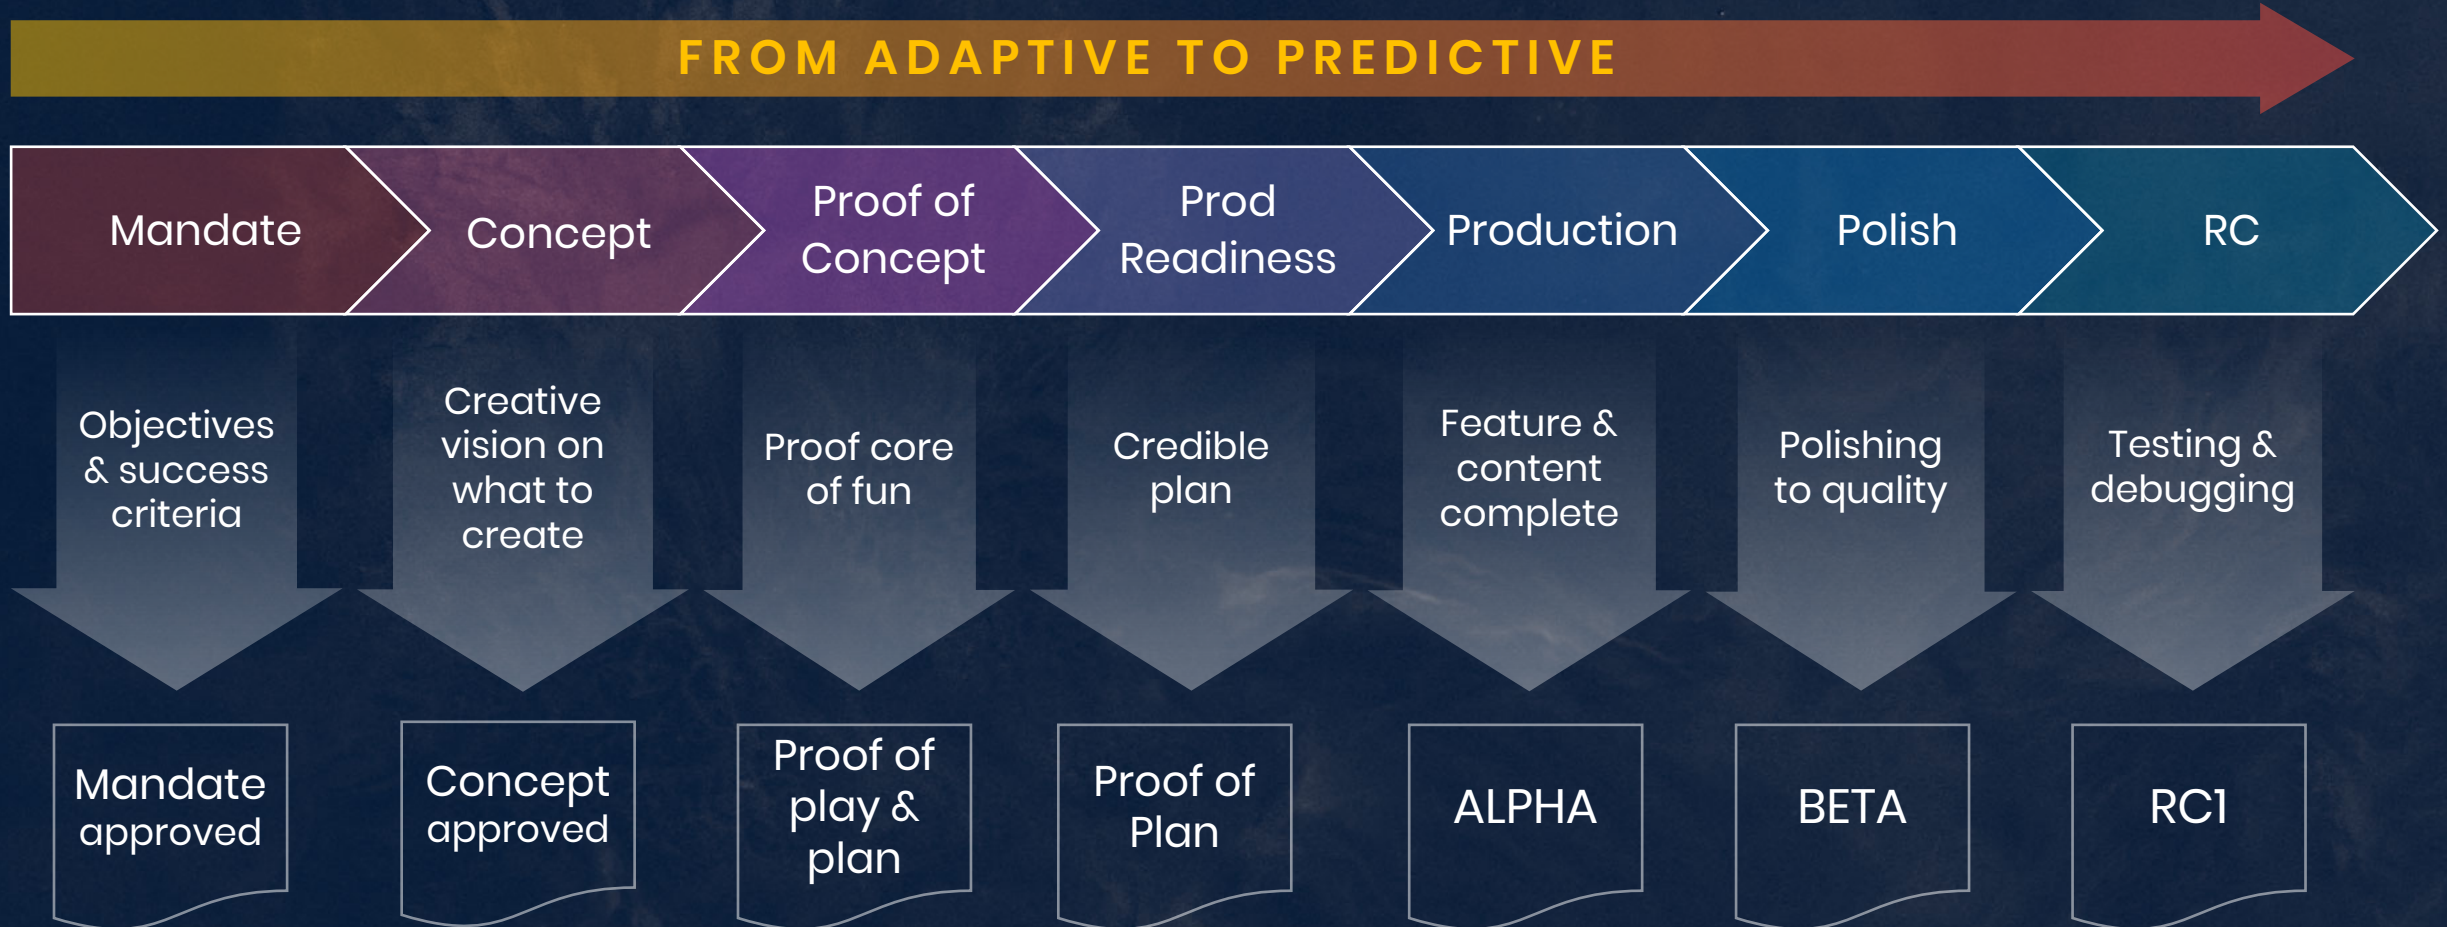 FROM ADAPTIVE TO PREDICTIVE
Mandate
Concept
Proof of
Concept
Prod
Readiness
Production
Polish
RC
Objectives
& success
criteria
Creative
vision on
what to
create
Proof core
of fun
Credible
plan
Feature &
content
complete
Polishing
to quality
Testing &
debugging
Mandate
approved
Concept
approved
Proof of
play &
plan
Proof of
Plan
ALPHA
BETA
RC1